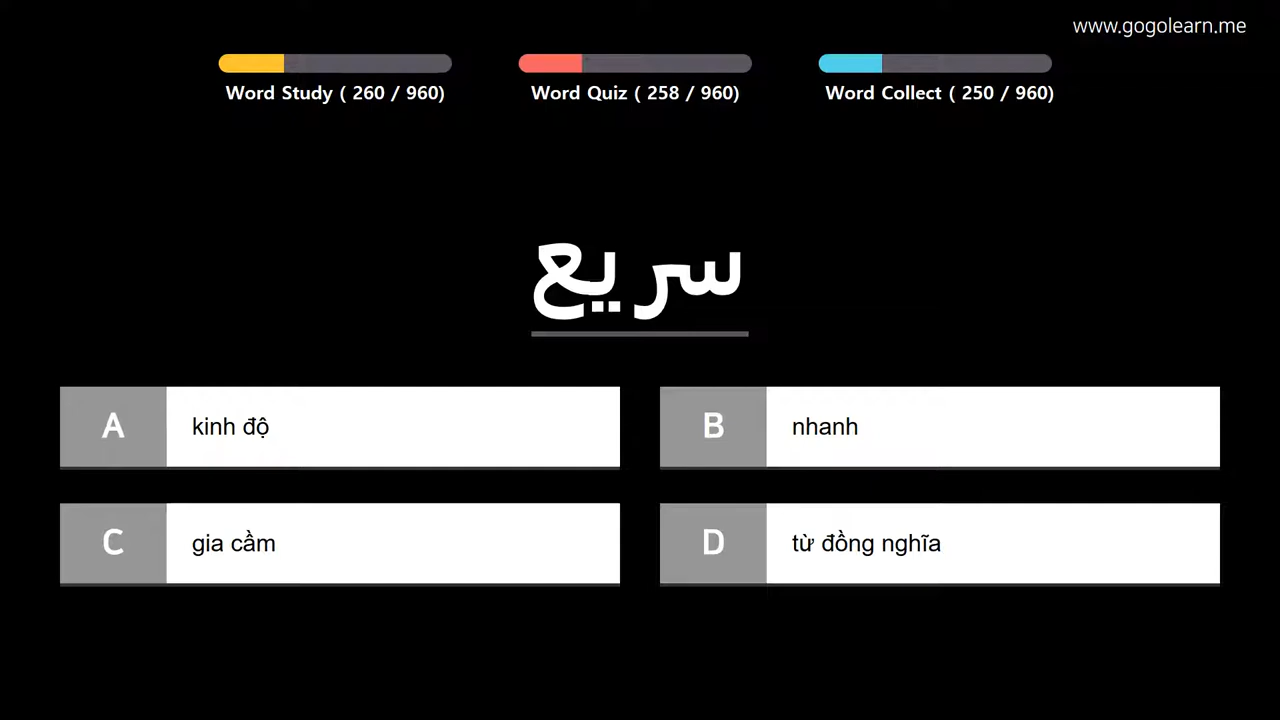 www.gogolearn.me
Word Study ( 260 / 960)
Word Quiz ( 258 / 960)
Word Collect ( 250 / 960)
سريع
A kinh độ
B nhanh
C gia cầm
D từ đồng nghĩa